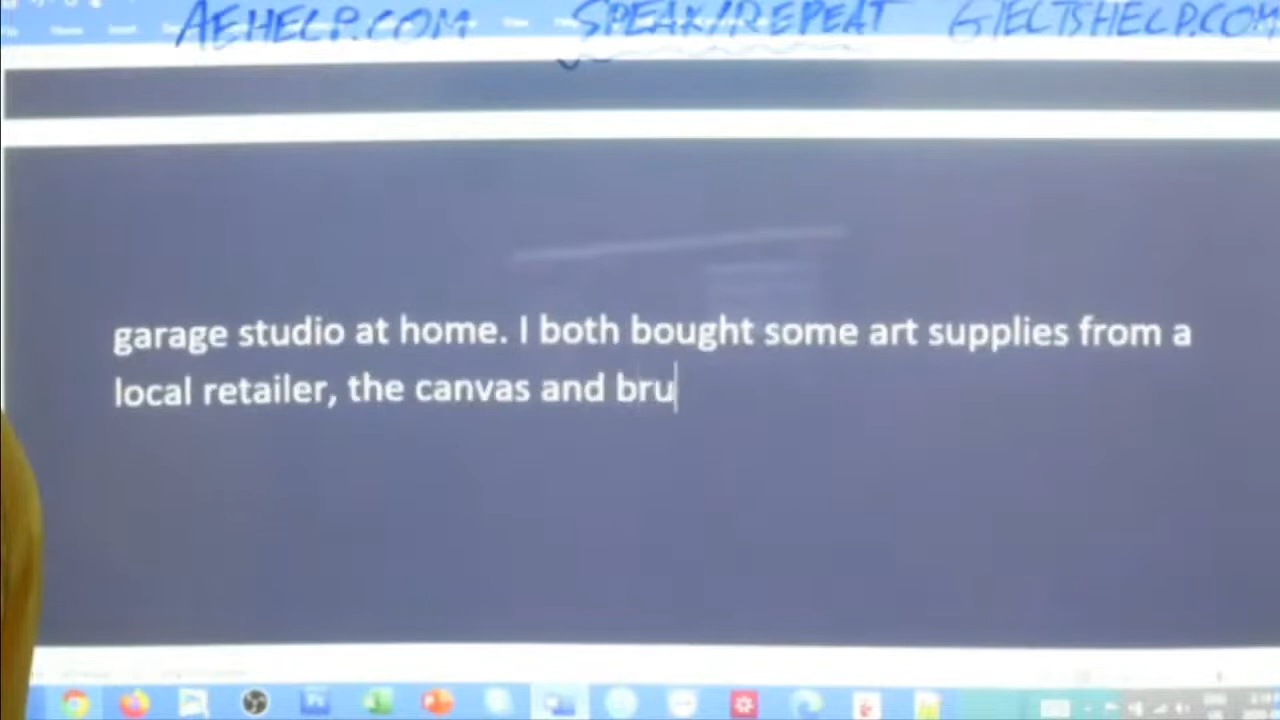 AEHELP.COM SPEAK/REPEAT GIELTSHELP.COM
garage studio at home. I both bought some art supplies from a
local retailer, the canvas and bru